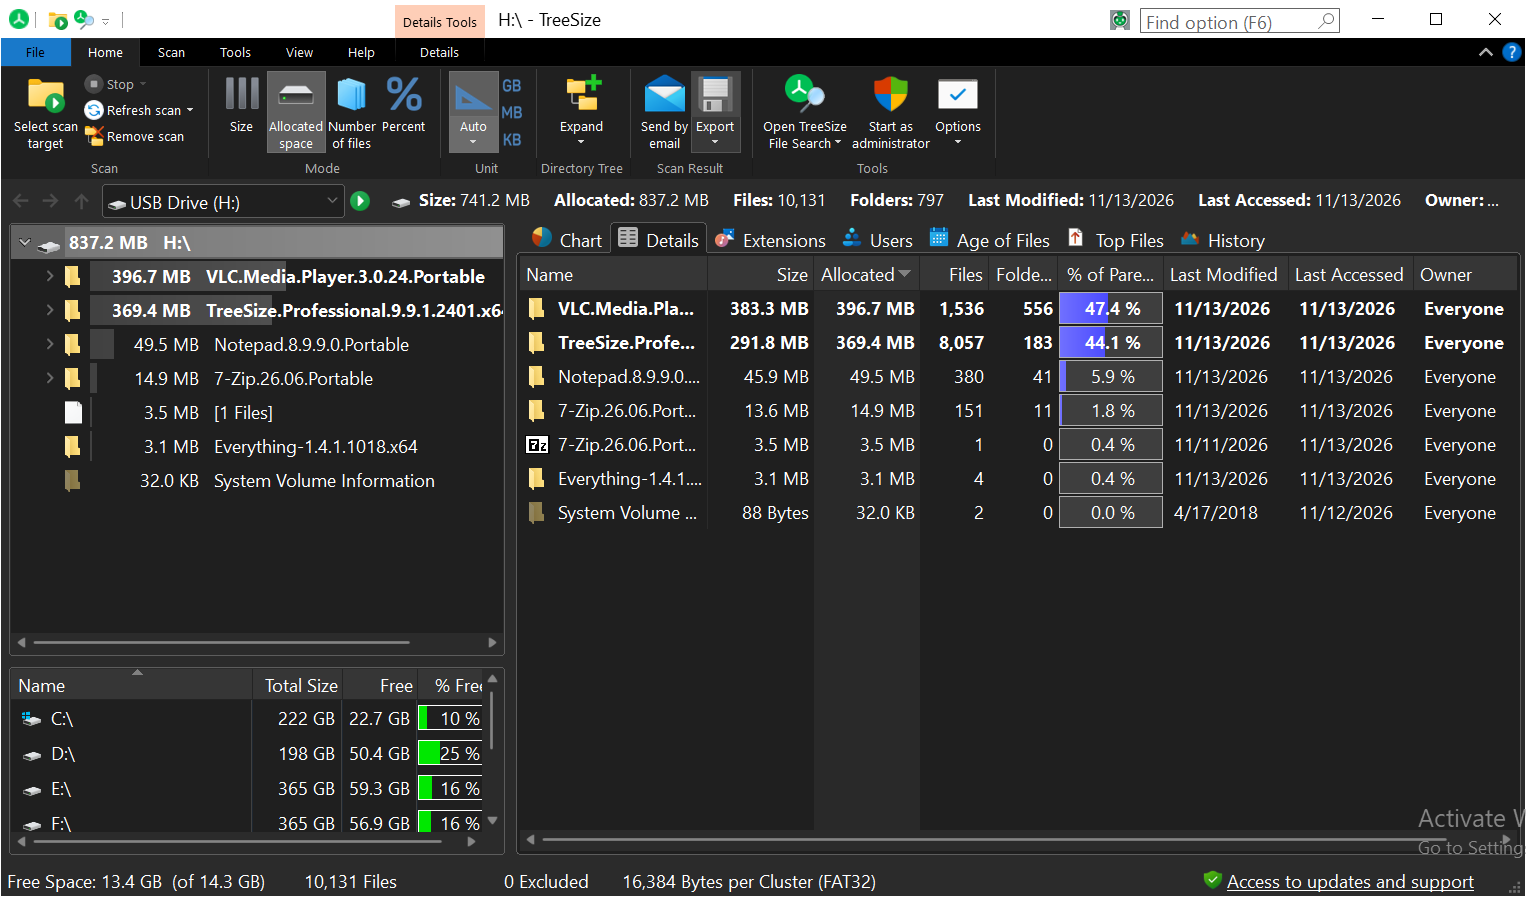 Details Tools
H:\ - TreeSize
Find option (F6)
File
Home
Scan
Tools
View
Help
Details
Select scan target
Stop
Refresh scan
Remove scan
Scan
Size
Allocated space
Number of files
Percent
Mode
Auto
GB
MB
KB
Unit
Expand
Directory Tree
Send by email
Export
Scan Result
Open TreeSize File Search
Start as administrator
Options
Tools
USB Drive (H:)
Size: 741.2 MB Allocated: 837.2 MB Files: 10,131 Folders: 797 Last Modified: 11/13/2026 Last Accessed: 11/13/2026 Owner: ...
837.2 MB H:\
396.7 MB VLC.Media.Player.3.0.24.Portable
369.4 MB TreeSize.Professional.9.9.1.2401.x64
49.5 MB Notepad.8.9.9.0.Portable
14.9 MB 7-Zip.26.06.Portable
3.5 MB [1 Files]
3.1 MB Everything-1.4.1.1018.x64
32.0 KB System Volume Information
Chart
Details
Extensions
Users
Age of Files
Top Files
History
Name Size Allocated Files Folde... % of Pare... Last Modified Last Accessed Owner
VLC.Media.Pla... 383.3 MB 396.7 MB 1,536 556 47.4 % 11/13/2026 11/13/2026 Everyone
TreeSize.Profe... 291.8 MB 369.4 MB 8,057 183 44.1 % 11/13/2026 11/13/2026 Everyone
Notepad.8.9.9.0.... 45.9 MB 49.5 MB 380 41 5.9 % 11/13/2026 11/13/2026 Everyone
7-Zip.26.06.Port... 13.6 MB 14.9 MB 151 11 1.8 % 11/13/2026 11/13/2026 Everyone
7z 7-Zip.26.06.Port... 3.5 MB 3.5 MB 1 0 0.4 % 11/11/2026 11/13/2026 Everyone
Everything-1.4.1.... 3.1 MB 3.1 MB 4 0 0.4 % 11/13/2026 11/13/2026 Everyone
System Volume ... 88 Bytes 32.0 KB 2 0 0.0 % 4/17/2018 11/12/2026 Everyone
Name Total Size Free % Free
C:\ 222 GB 22.7 GB 10 %
D:\ 198 GB 50.4 GB 25 %
E:\ 365 GB 59.3 GB 16 %
F:\ 365 GB 56.9 GB 16 %
Activate W
Go to Setting
Free Space: 13.4 GB (of 14.3 GB) 10,131 Files 0 Excluded 16,384 Bytes per Cluster (FAT32) Access to updates and support